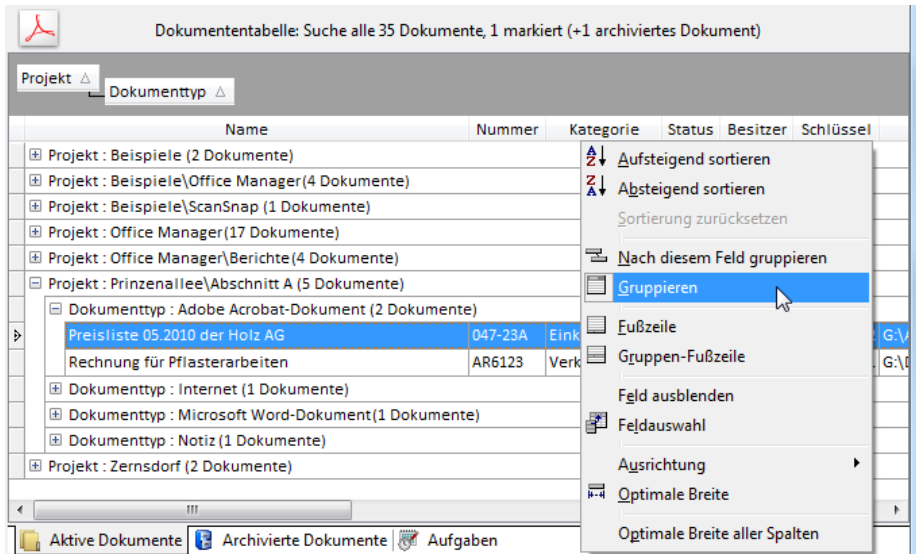 Dokumententabelle: Suche alle 35 Dokumente, 1 markiert (+1 archiviertes Dokument)
Projekt
Dokumenttyp
Name Nummer Kategorie Status Besitzer Schlüssel
Projekt : Beispiele (2 Dokumente)
Projekt : Beispiele\Office Manager(4 Dokumente)
Projekt : Beispiele\ScanSnap (1 Dokumente)
Projekt : Office Manager(17 Dokumente)
Projekt : Office Manager\Berichte(4 Dokumente)
Projekt : Prinzenallee\Abschnitt A (5 Dokumente)
Dokumenttyp : Adobe Acrobat-Dokument (2 Dokumente)
Preisliste 05.2010 der Holz AG 047-23A Eink G:\
Rechnung für Pflasterarbeiten AR6123 Verk G:\
Dokumenttyp : Internet (1 Dokumente)
Dokumenttyp : Microsoft Word-Dokument(1 Dokumente)
Dokumenttyp : Notiz (1 Dokumente)
Projekt : Zernsdorf (2 Dokumente)
Aufsteigend sortieren
Absteigend sortieren
Sortierung zurücksetzen
Nach diesem Feld gruppieren
Gruppieren
Fußzeile
Gruppen-Fußzeile
Feld ausblenden
Feldauswahl
Ausrichtung
Optimale Breite
Optimale Breite aller Spalten
Aktive Dokumente Archivierte Dokumente Aufgaben